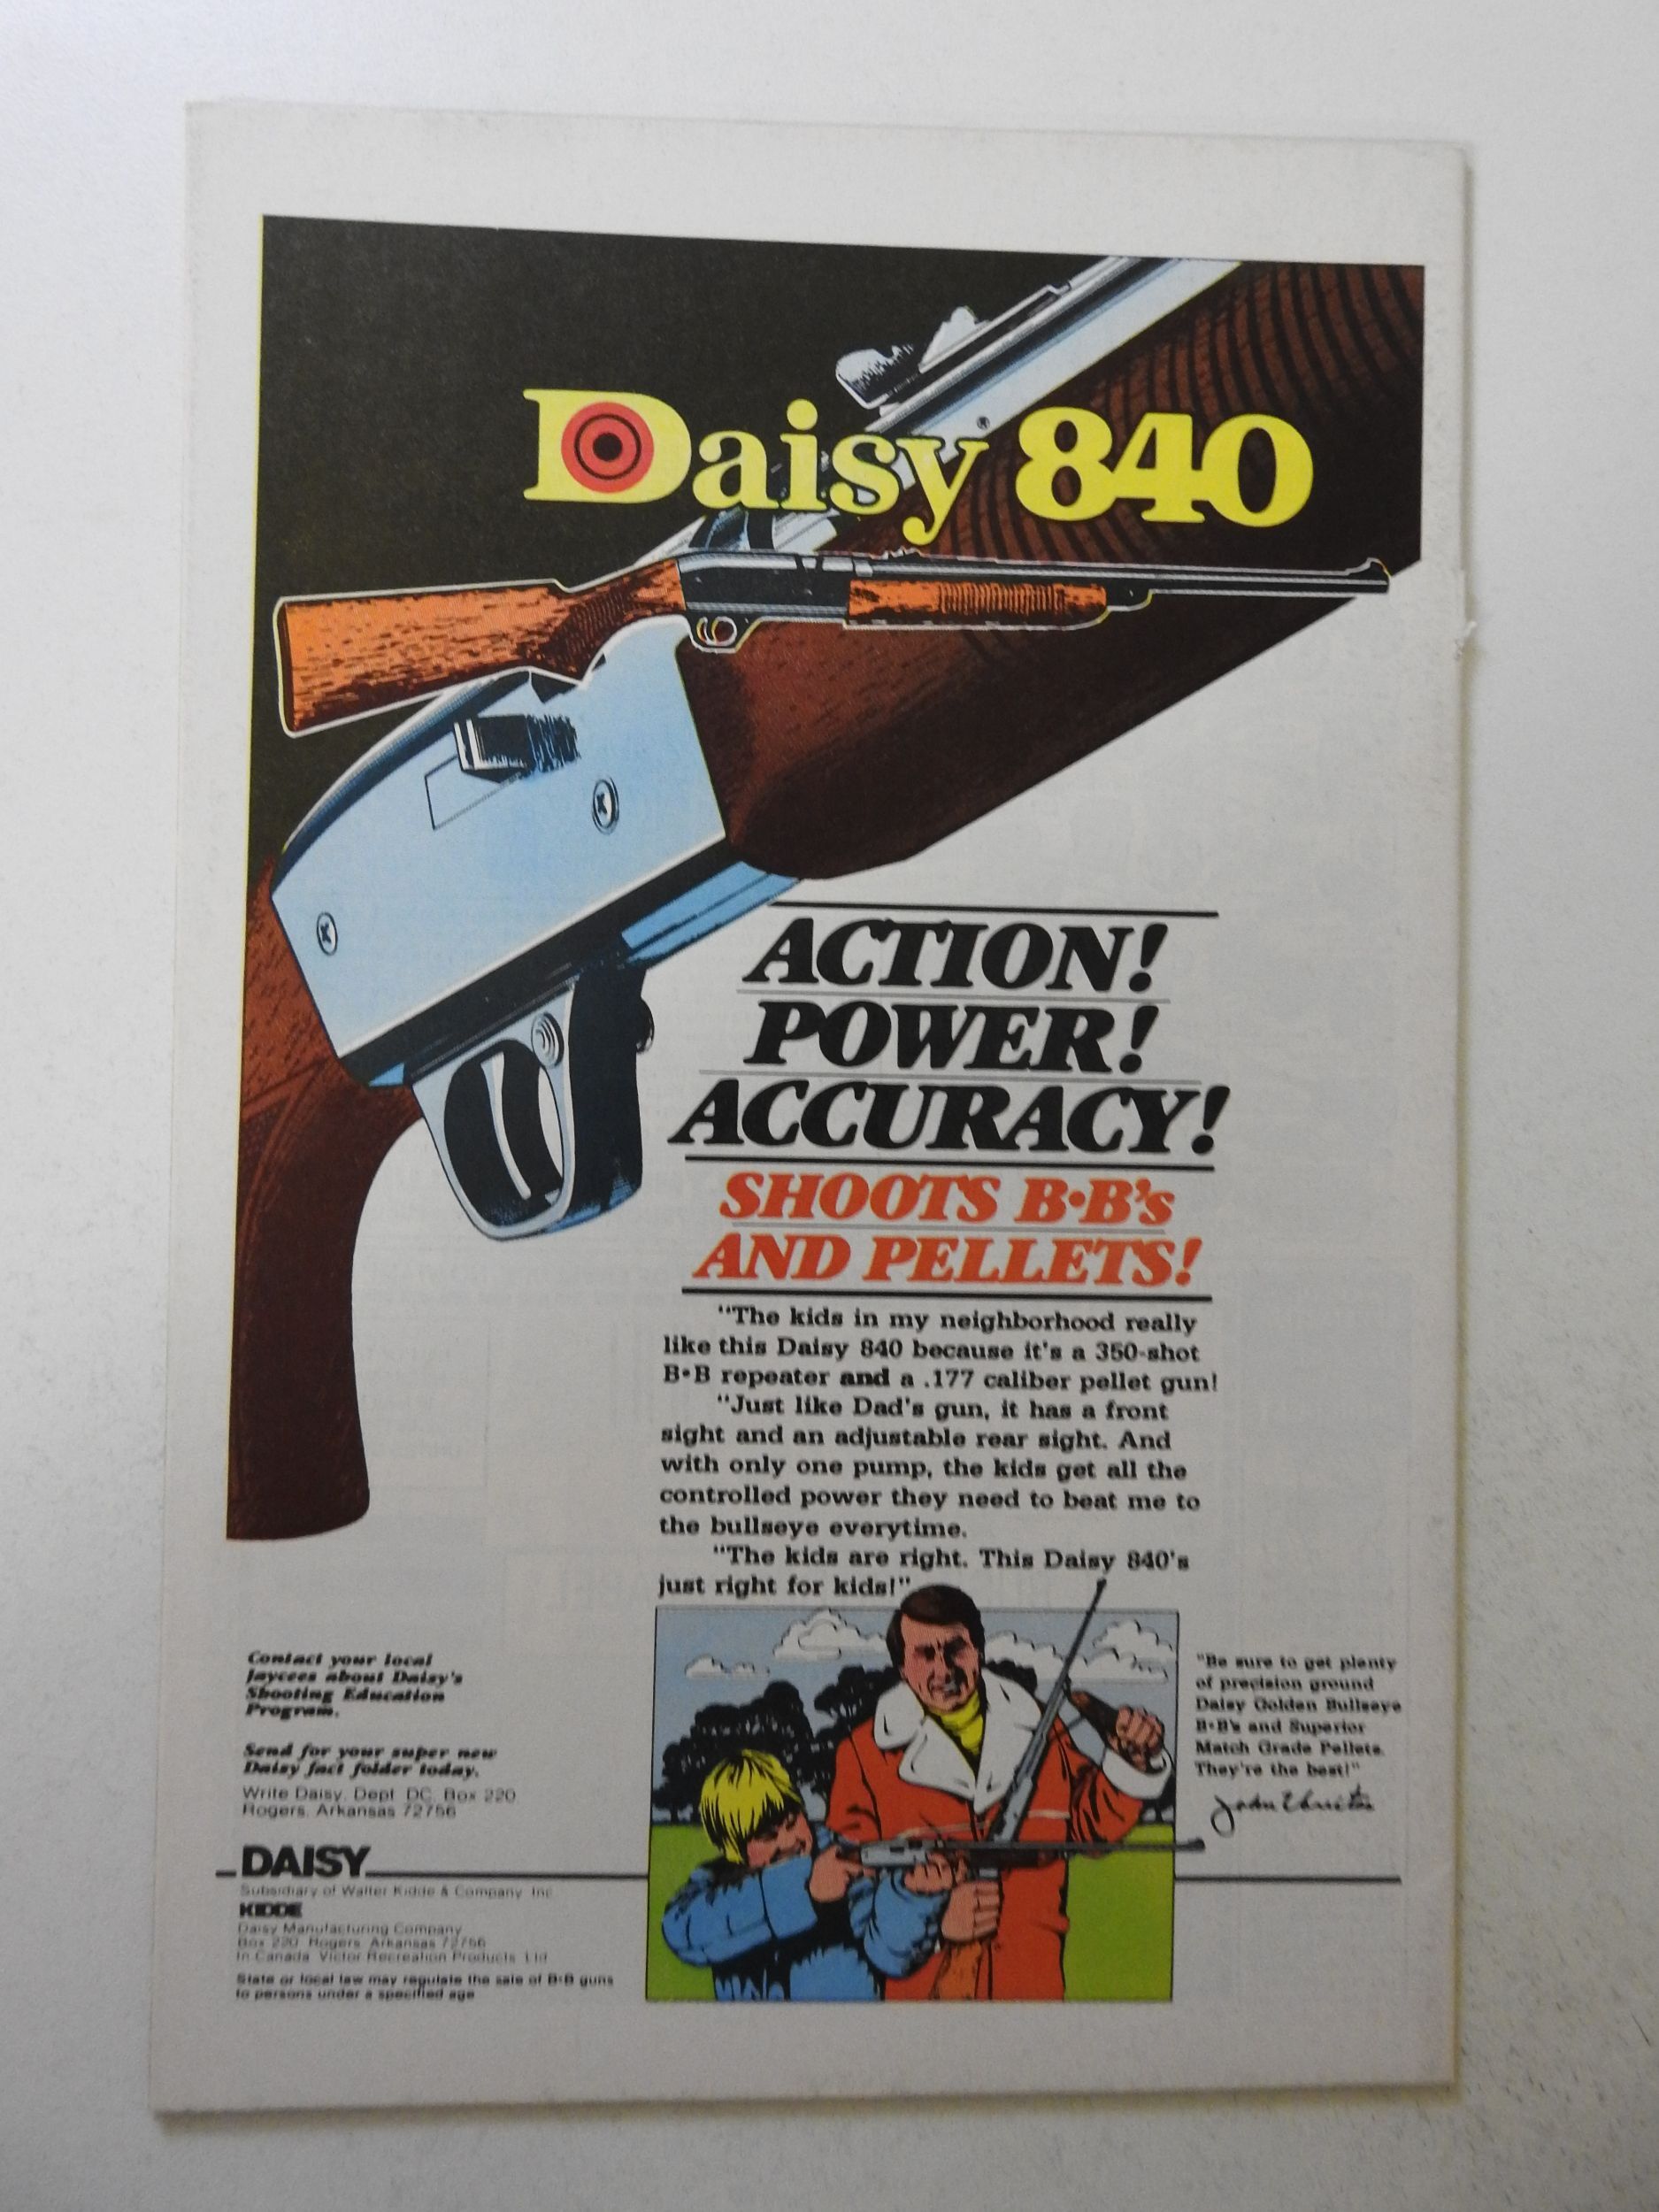 Daisy® 840
ACTION!
POWER!
ACCURACY!
SHOOTS B•B's
AND PELLETS!
"The kids in my neighborhood really
like this Daisy 840 because it's a 350-shot
B•B repeater and a .177 caliber pellet gun!
"Just like Dad's gun, it has a front
sight and an adjustable rear sight. And
with only one pump, the kids get all the
controlled power they need to beat me to
the bullseye everytime.
"The kids are right. This Daisy 840's
just right for kids!"
Contact your local
Jaycees about Daisy's
Shooting Education
Program.
Send for your super new
Daisy fact folder today.
Write Daisy, Dept. DC, Box 220
Rogers, Arkansas 72756
"Be sure to get plenty
of precision ground
Daisy Golden Bullseye
B•B's and Superior
Match Grade Pellets.
They're the best!"
John
DAISY
Subsidiary of Walter Kidde & Company, Inc.
KIDDE
Daisy Manufacturing Company
Box 220, Rogers, Arkansas 72756
In Canada: Victor Recreation Products, Ltd.
State or local law may regulate the sale of B•B guns
to persons under a specified age